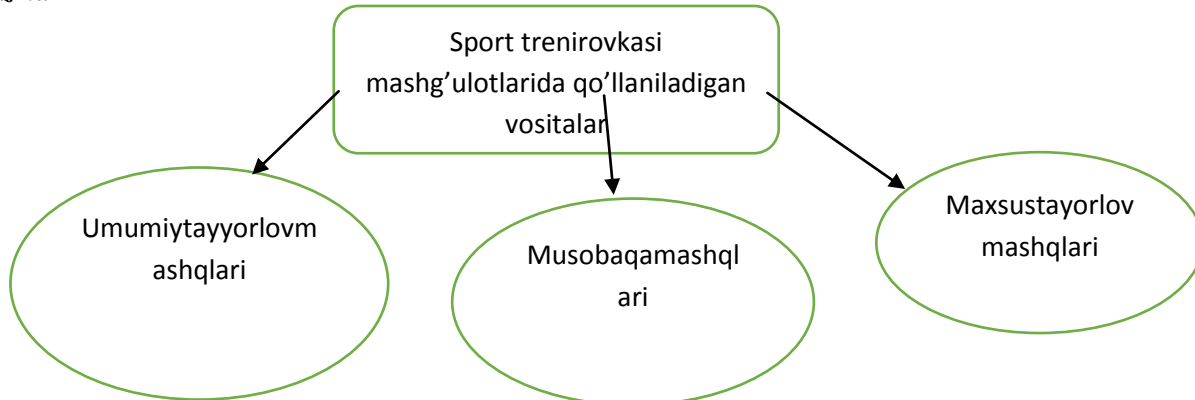 Sport trenirovkasi
mashg’ulotlarida qo’llaniladigan
vositalar
Umumiytayyorlovm
ashqlari
Musobaqamashql
ari
Maxsustayorlov
mashqlari